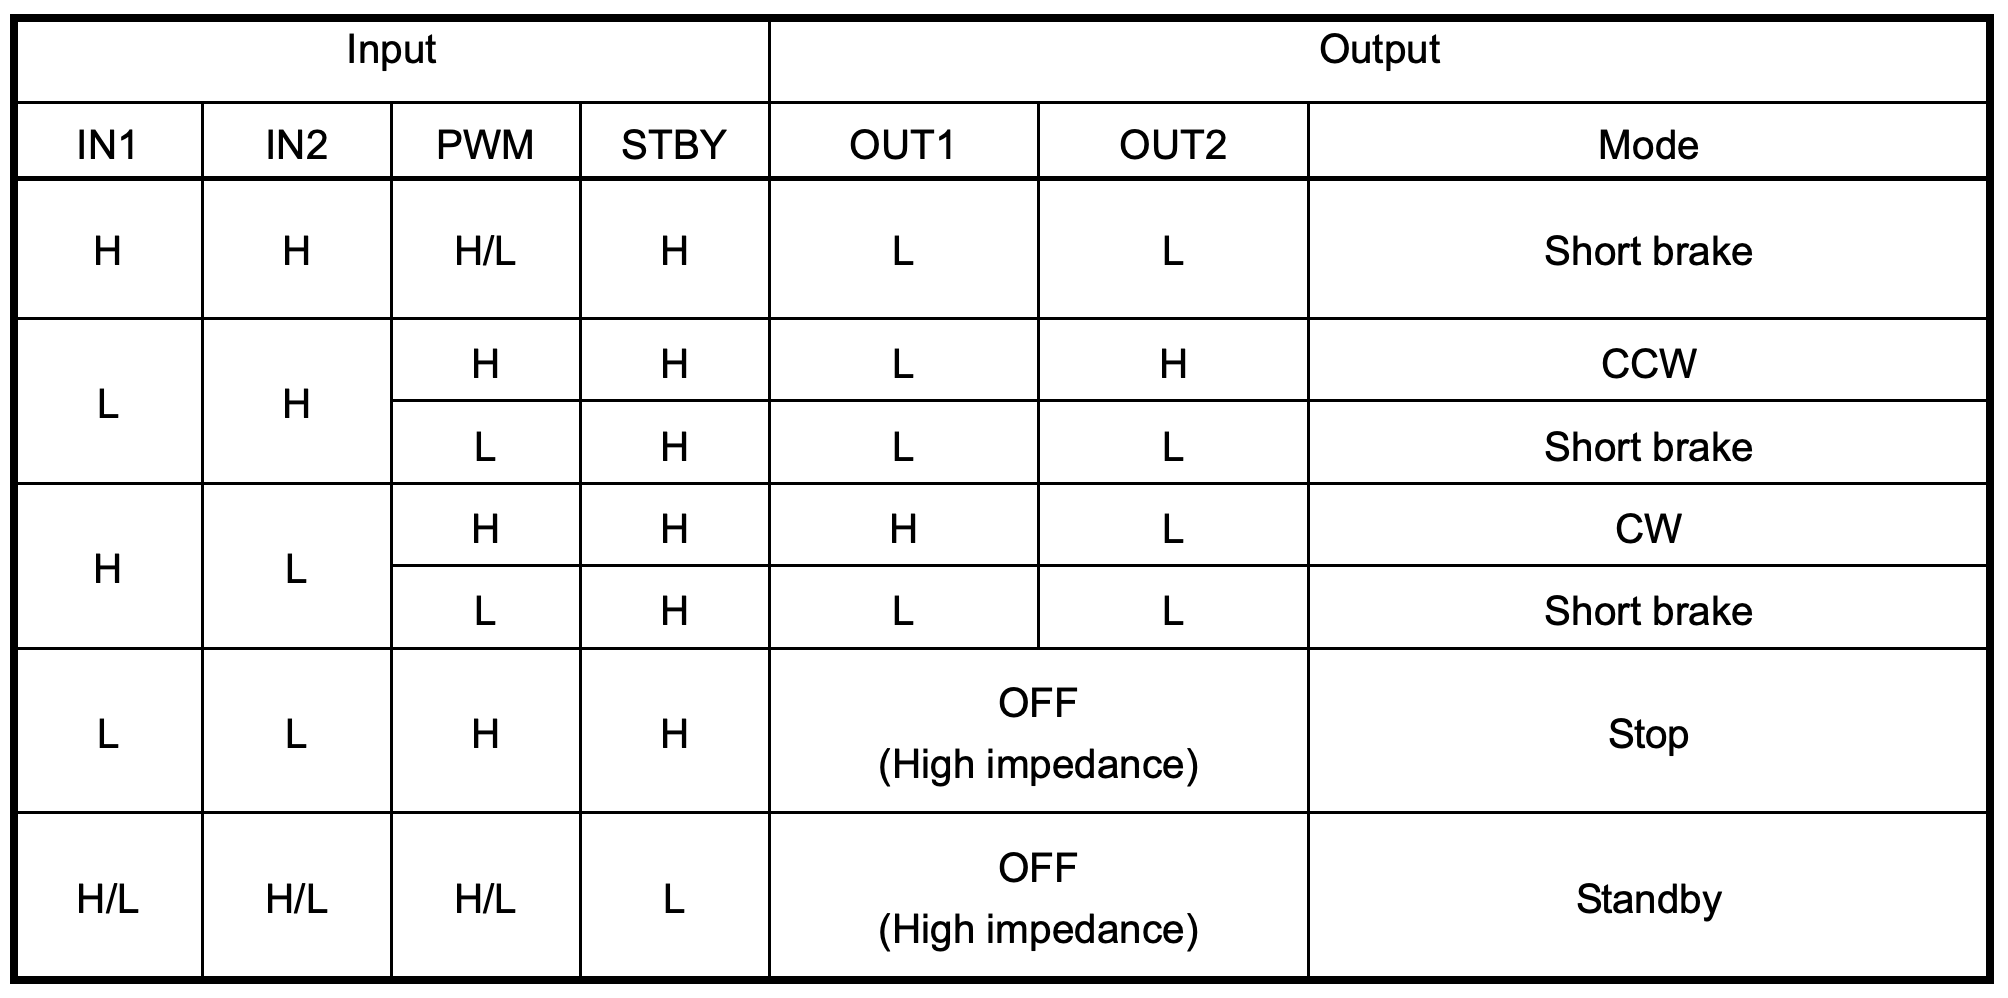 Input Output
IN1 IN2 PWM STBY OUT1 OUT2 Mode
H H H/L H L L Short brake
L H H H L H CCW
L H L L Short brake
H L H H H L CW
L H L L Short brake
L L H H OFF
(High impedance) Stop
H/L H/L H/L L OFF
(High impedance) Standby